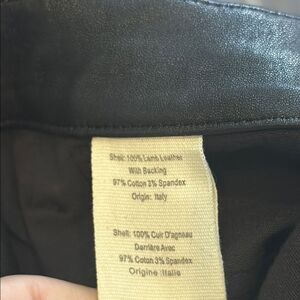 Shell: 100% Lamb Leather
With Backing
97% Cotton 3% Spandex
Origin: Italy
Shell: 100% Cuir D'agneau
Derrière Avec
97% Coton 3% Spandex
Origine :Italie